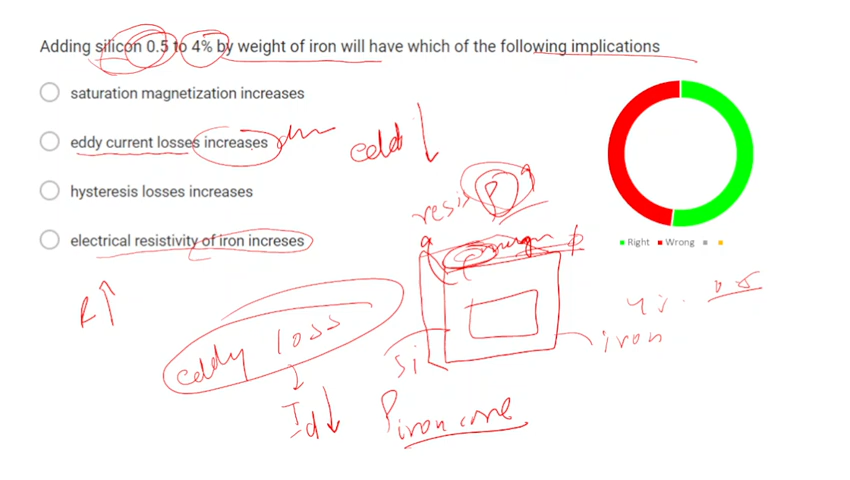 Adding silicon 0.5 to 4% by weight of iron will have which of the following implications
saturation magnetization increases
eddy current losses increases
eddy
hysteresis losses increases
resis ρ
electrical resistivity of iron increses
Right Wrong
R↑
eddy loss
Si
iron
Id↓
P iron core